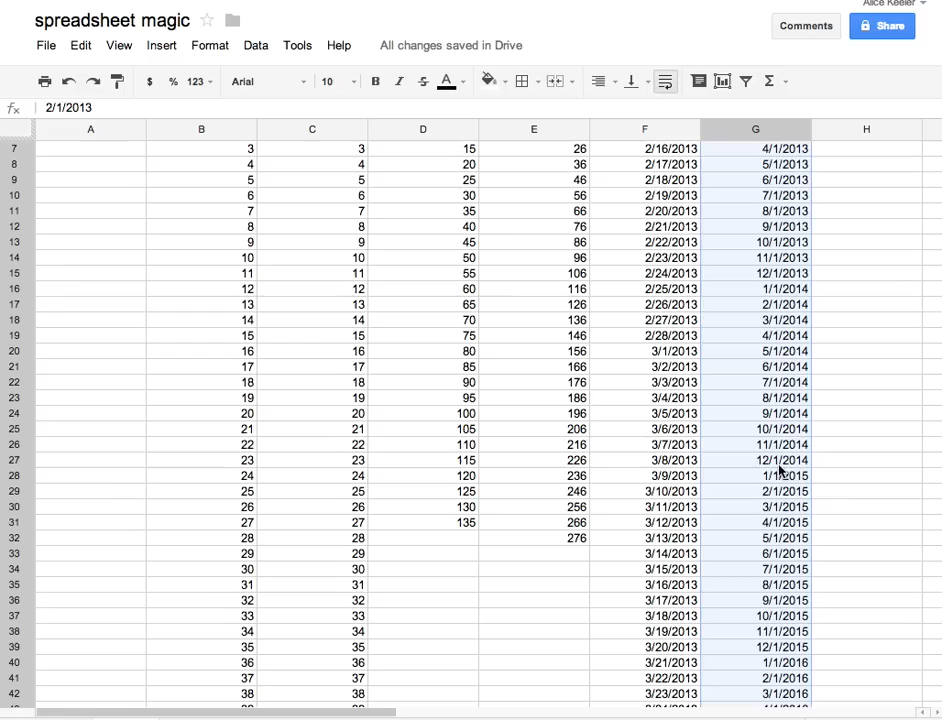 Alice Keeler
spreadsheet magic
Comments
Share
File Edit View Insert Format Data Tools Help All changes saved in Drive
$ % 123 Arial 10 B I S A Σ
fx 2/1/2013
A B C D E F G H
7 3 3 15 26 2/16/2013 4/1/2013
8 4 4 20 36 2/17/2013 5/1/2013
9 5 5 25 46 2/18/2013 6/1/2013
10 6 6 30 56 2/19/2013 7/1/2013
11 7 7 35 66 2/20/2013 8/1/2013
12 8 8 40 76 2/21/2013 9/1/2013
13 9 9 45 86 2/22/2013 10/1/2013
14 10 10 50 96 2/23/2013 11/1/2013
15 11 11 55 106 2/24/2013 12/1/2013
16 12 12 60 116 2/25/2013 1/1/2014
17 13 13 65 126 2/26/2013 2/1/2014
18 14 14 70 136 2/27/2013 3/1/2014
19 15 15 75 146 2/28/2013 4/1/2014
20 16 16 80 156 3/1/2013 5/1/2014
21 17 17 85 166 3/2/2013 6/1/2014
22 18 18 90 176 3/3/2013 7/1/2014
23 19 19 95 186 3/4/2013 8/1/2014
24 20 20 100 196 3/5/2013 9/1/2014
25 21 21 105 206 3/6/2013 10/1/2014
26 22 22 110 216 3/7/2013 11/1/2014
27 23 23 115 226 3/8/2013 12/1/2014
28 24 24 120 236 3/9/2013 1/1/2015
29 25 25 125 246 3/10/2013 2/1/2015
30 26 26 130 256 3/11/2013 3/1/2015
31 27 27 135 266 3/12/2013 4/1/2015
32 28 28 276 3/13/2013 5/1/2015
33 29 29 3/14/2013 6/1/2015
34 30 30 3/15/2013 7/1/2015
35 31 31 3/16/2013 8/1/2015
36 32 32 3/17/2013 9/1/2015
37 33 33 3/18/2013 10/1/2015
38 34 34 3/19/2013 11/1/2015
39 35 35 3/20/2013 12/1/2015
40 36 36 3/21/2013 1/1/2016
41 37 37 3/22/2013 2/1/2016
42 38 38 3/23/2013 3/1/2016